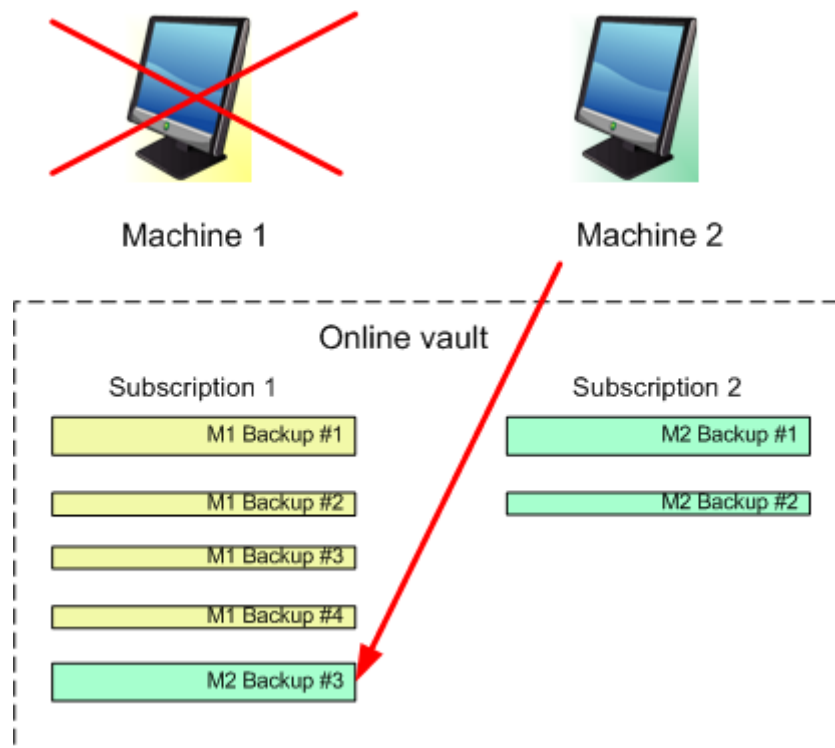 Machine 1
Machine 2
Online vault
Subscription 1
Subscription 2
M1 Backup #1
M2 Backup #1
M1 Backup #2
M2 Backup #2
M1 Backup #3
M1 Backup #4
M2 Backup #3